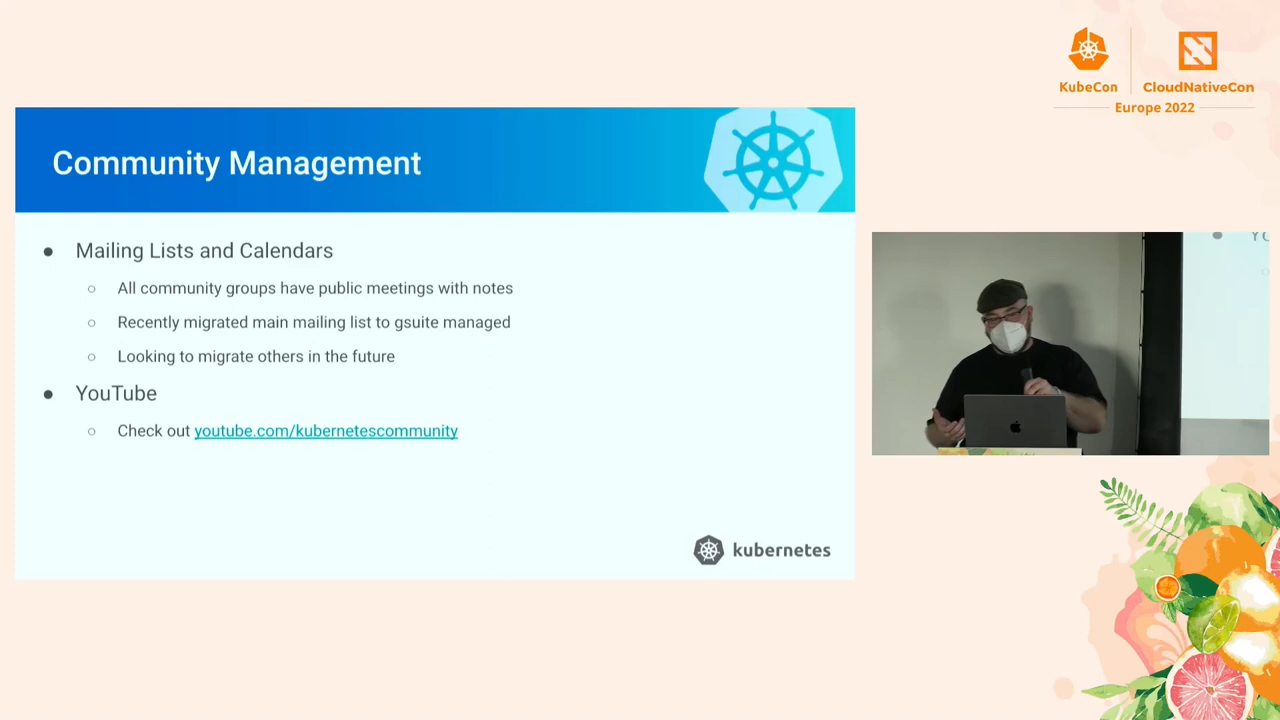 KubeCon
CloudNativeCon
Europe 2022
Community Management
● Mailing Lists and Calendars
○ All community groups have public meetings with notes
○ Recently migrated main mailing list to gsuite managed
○ Looking to migrate others in the future
● YouTube
○ Check out youtube.com/kubernetescommunity
kubernetes